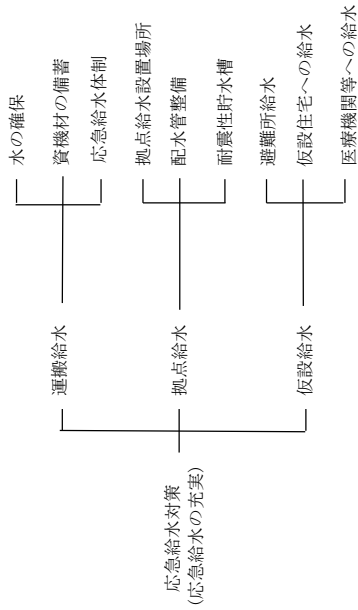 応急給水対策
(応急給水の充実)
運搬給水
水の確保
資機材の備蓄
応急給水体制
拠点給水
拠点給水設置場所
配水管整備
耐震性貯水槽
仮設給水
避難所給水
仮設住宅への給水
医療機関等への給水